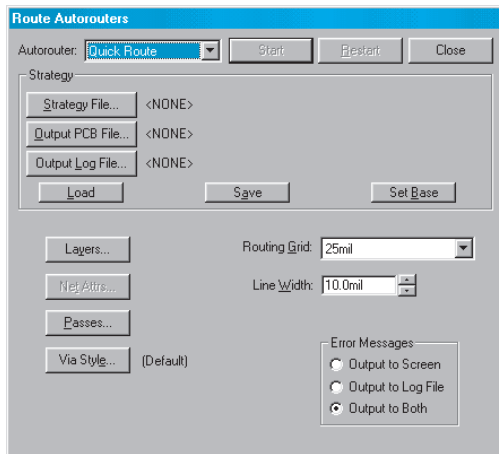 Route Autorouters
Autorouter: Quick Route Start Restart Close
Strategy
Strategy File... <NONE>
Output PCB File... <NONE>
Output Log File... <NONE>
Load Save Set Base
Layers... Routing Grid: 25mil
Net Attrs... Line Width: 10.0mil
Passes...
Error Messages
Via Style... (Default) Output to Screen
Output to Log File
Output to Both